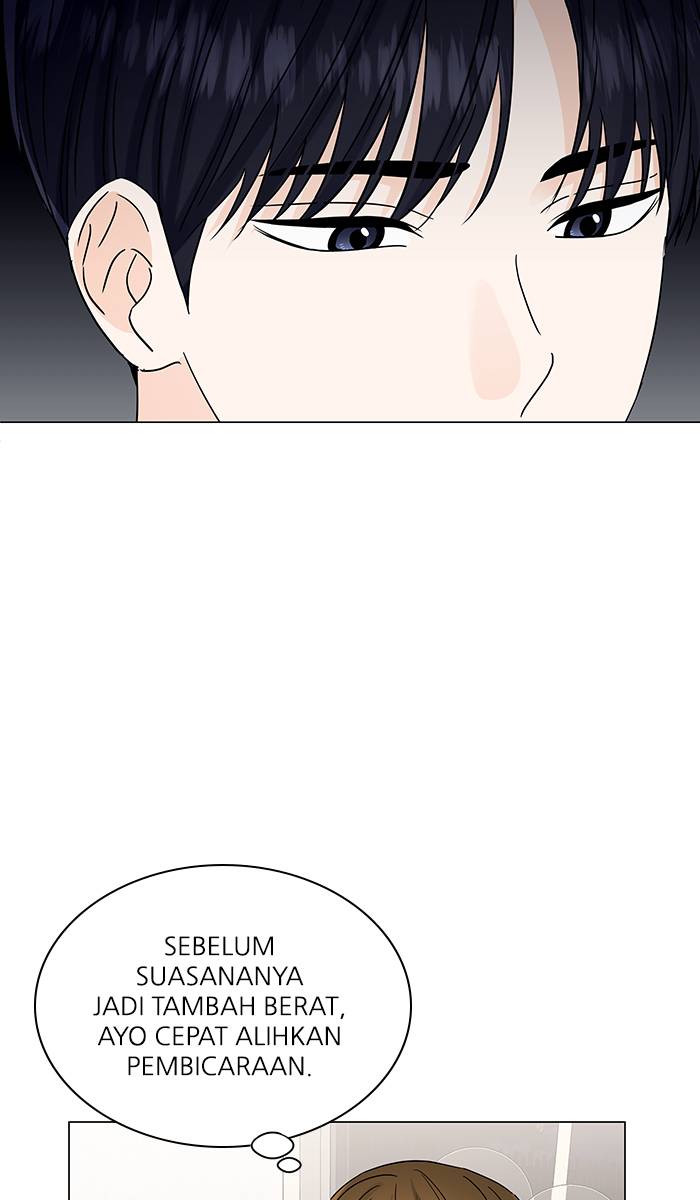 SEBELUM
SUASANANYA
JADI TAMBAH BERAT,
AYO CEPAT ALIHKAN
PEMBICARAAN.